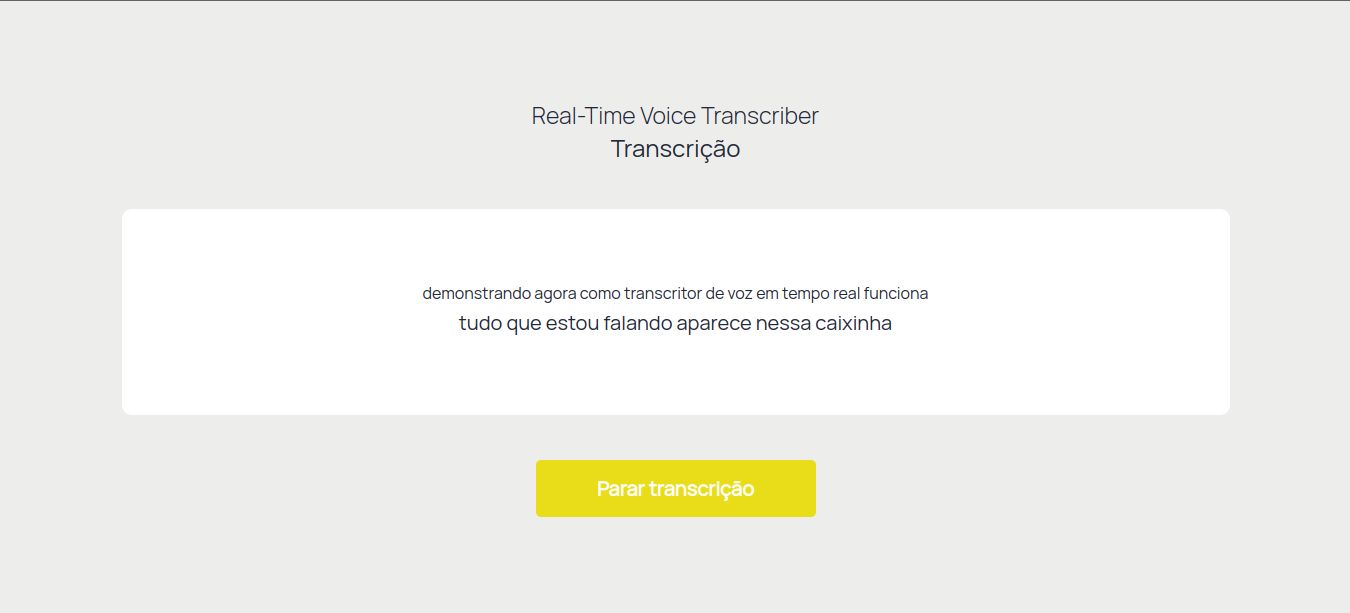 Real-Time Voice Transcriber
Transcrição
demonstrando agora como transcritor de voz em tempo real funciona
tudo que estou falando aparece nessa caixinha
Parar transcrição